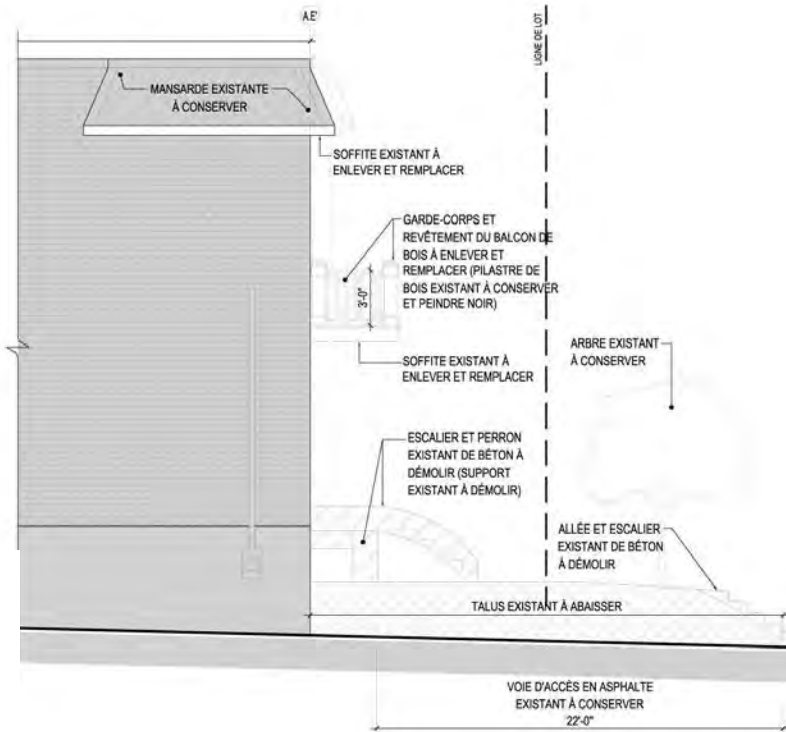 A.E'
LIGNE DE LOT
MANSARDE EXISTANTE
À CONSERVER
SOFFITE EXISTANT À
ENLEVER ET REMPLACER
GARDE-CORPS ET
REVÊTEMENT DU BALCON DE
BOIS À ENLEVER ET
REMPLACER (PILASTRE DE
BOIS EXISTANT À CONSERVER
ET PEINDRE NOIR)
3'-0"
SOFFITE EXISTANT À
ENLEVER ET REMPLACER
ARBRE EXISTANT
À CONSERVER
ESCALIER ET PERRON
EXISTANT DE BÉTON À
DÉMOLIR (SUPPORT
EXISTANT À DÉMOLIR)
ALLÉE ET ESCALIER
EXISTANT DE BÉTON
À DÉMOLIR
TALUS EXISTANT À ABAISSER
VOIE D'ACCÈS EN ASPHALTE
EXISTANT À CONSERVER
22'-0"